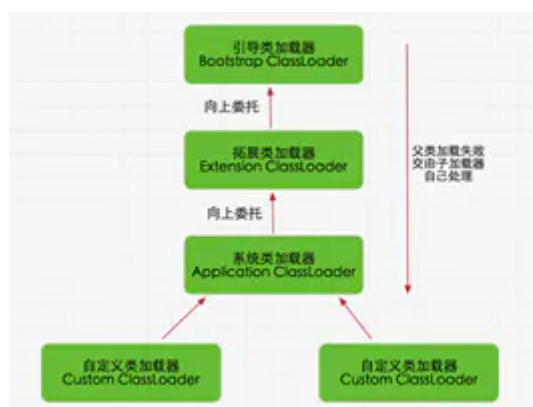 引导类加载器
Bootstrap ClassLoader
向上委托
拓展类加载器
Extension ClassLoader
父类加载失败
交由子加载器
自己处理
向上委托
系统类加载器
Application ClassLoader
自定义类加载器
Custom ClassLoader
自定义类加载器
Custom ClassLoader